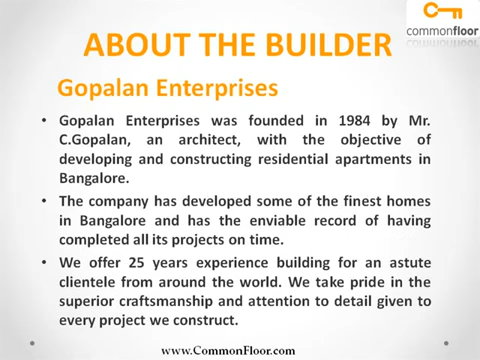 commonfloor
ABOUT THE BUILDER
Gopalan Enterprises
• Gopalan Enterprises was founded in 1984 by Mr.
C.Gopalan, an architect, with the objective of
developing and constructing residential apartments in
Bangalore.
• The company has developed some of the finest homes
in Bangalore and has the enviable record of having
completed all its projects on time.
• We offer 25 years experience building for an astute
clientele from around the world. We take pride in the
superior craftsmanship and attention to detail given to
every project we construct.
www.CommonFloor.com